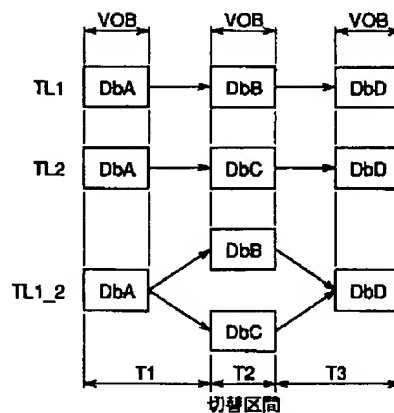 VOB VOB VOB
TL1 DbA DbB DbD
TL2 DbA DbC DbD
DbB
TL1_2 DbA DbD
DbC
T1 T2 T3
切替区間